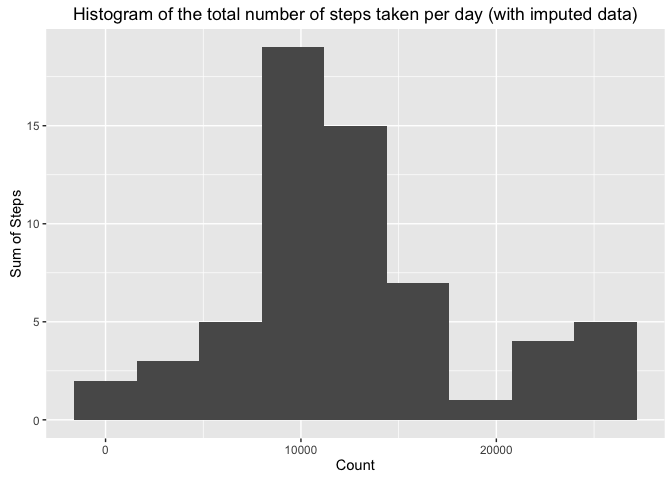 Histogram of the total number of steps taken per day (with imputed data)
15
10
5
0
Sum of Steps
0
10000
20000
Count